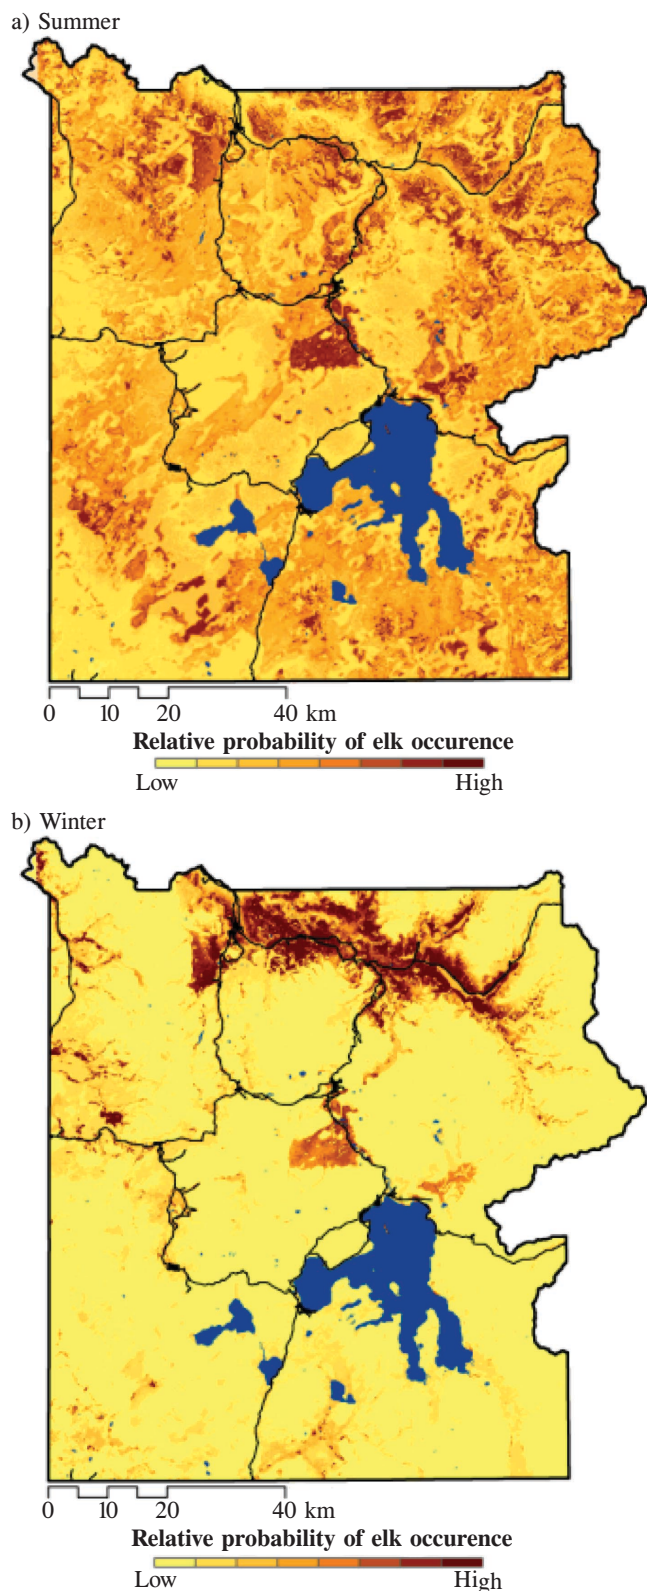 a) Summer
0 10 20 40 km
Relative probability of elk occurence
Low High
b) Winter
0 10 20 40 km
Relative probability of elk occurence
Low High